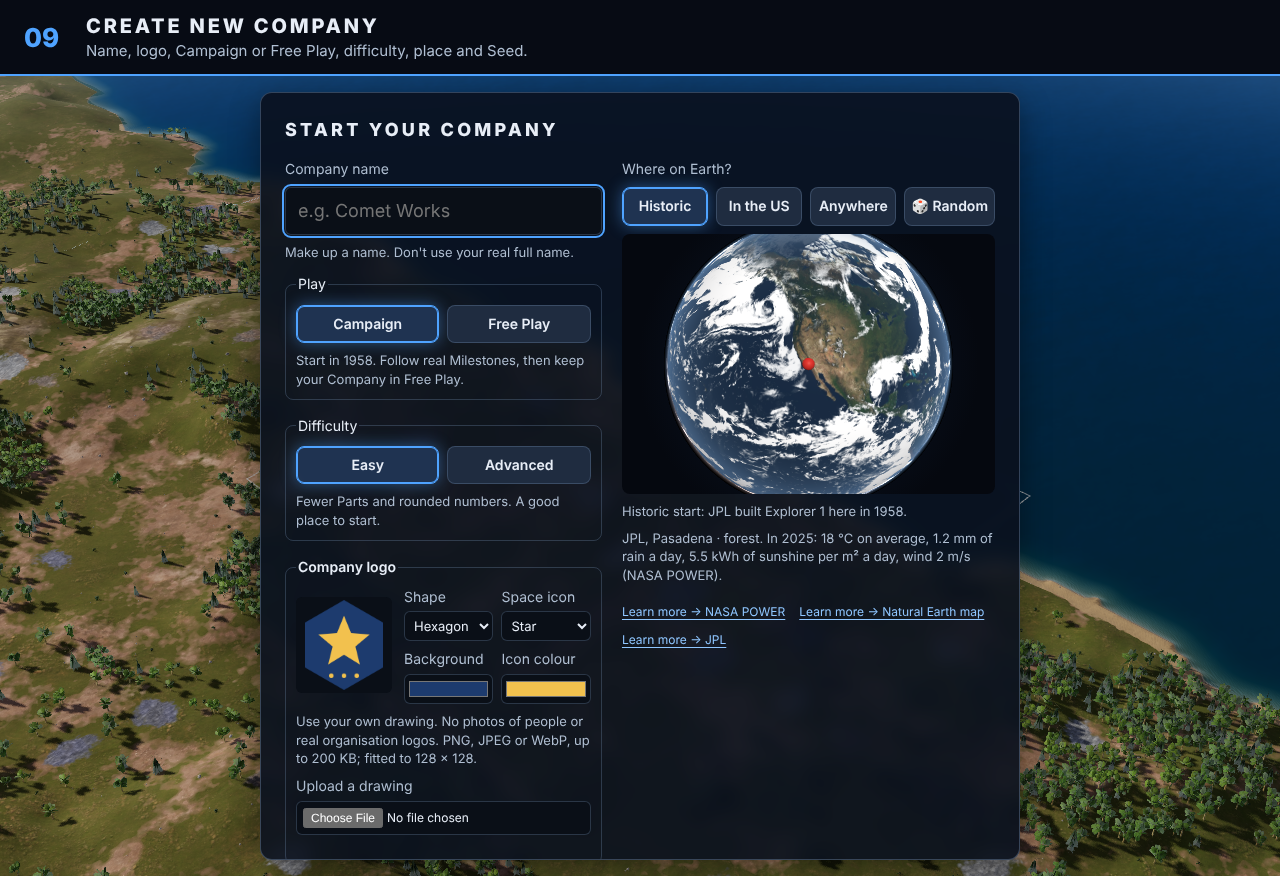 09
CREATE NEW COMPANY
Name, logo, Campaign or Free Play, difficulty, place and Seed.
START YOUR COMPANY
Company name
e.g. Comet Works
Make up a name. Don't use your real full name.
Play
Campaign
Free Play
Start in 1958. Follow real Milestones, then keep
your Company in Free Play.
Difficulty
Easy
Advanced
Fewer Parts and rounded numbers. A good
place to start.
Company logo
Shape
Space icon
Hexagon
Star
Background
Icon colour
Use your own drawing. No photos of people or
real organisation logos. PNG, JPEG or WebP, up
to 200 KB; fitted to 128 × 128.
Upload a drawing
Choose File No file chosen
Where on Earth?
Historic
In the US
Anywhere
🎲 Random
Historic start: JPL built Explorer 1 here in 1958.
JPL, Pasadena · forest. In 2025: 18 °C on average, 1.2 mm of
rain a day, 5.5 kWh of sunshine per m² a day, wind 2 m/s
(NASA POWER).
Learn more → NASA POWER
Learn more → Natural Earth map
Learn more → JPL